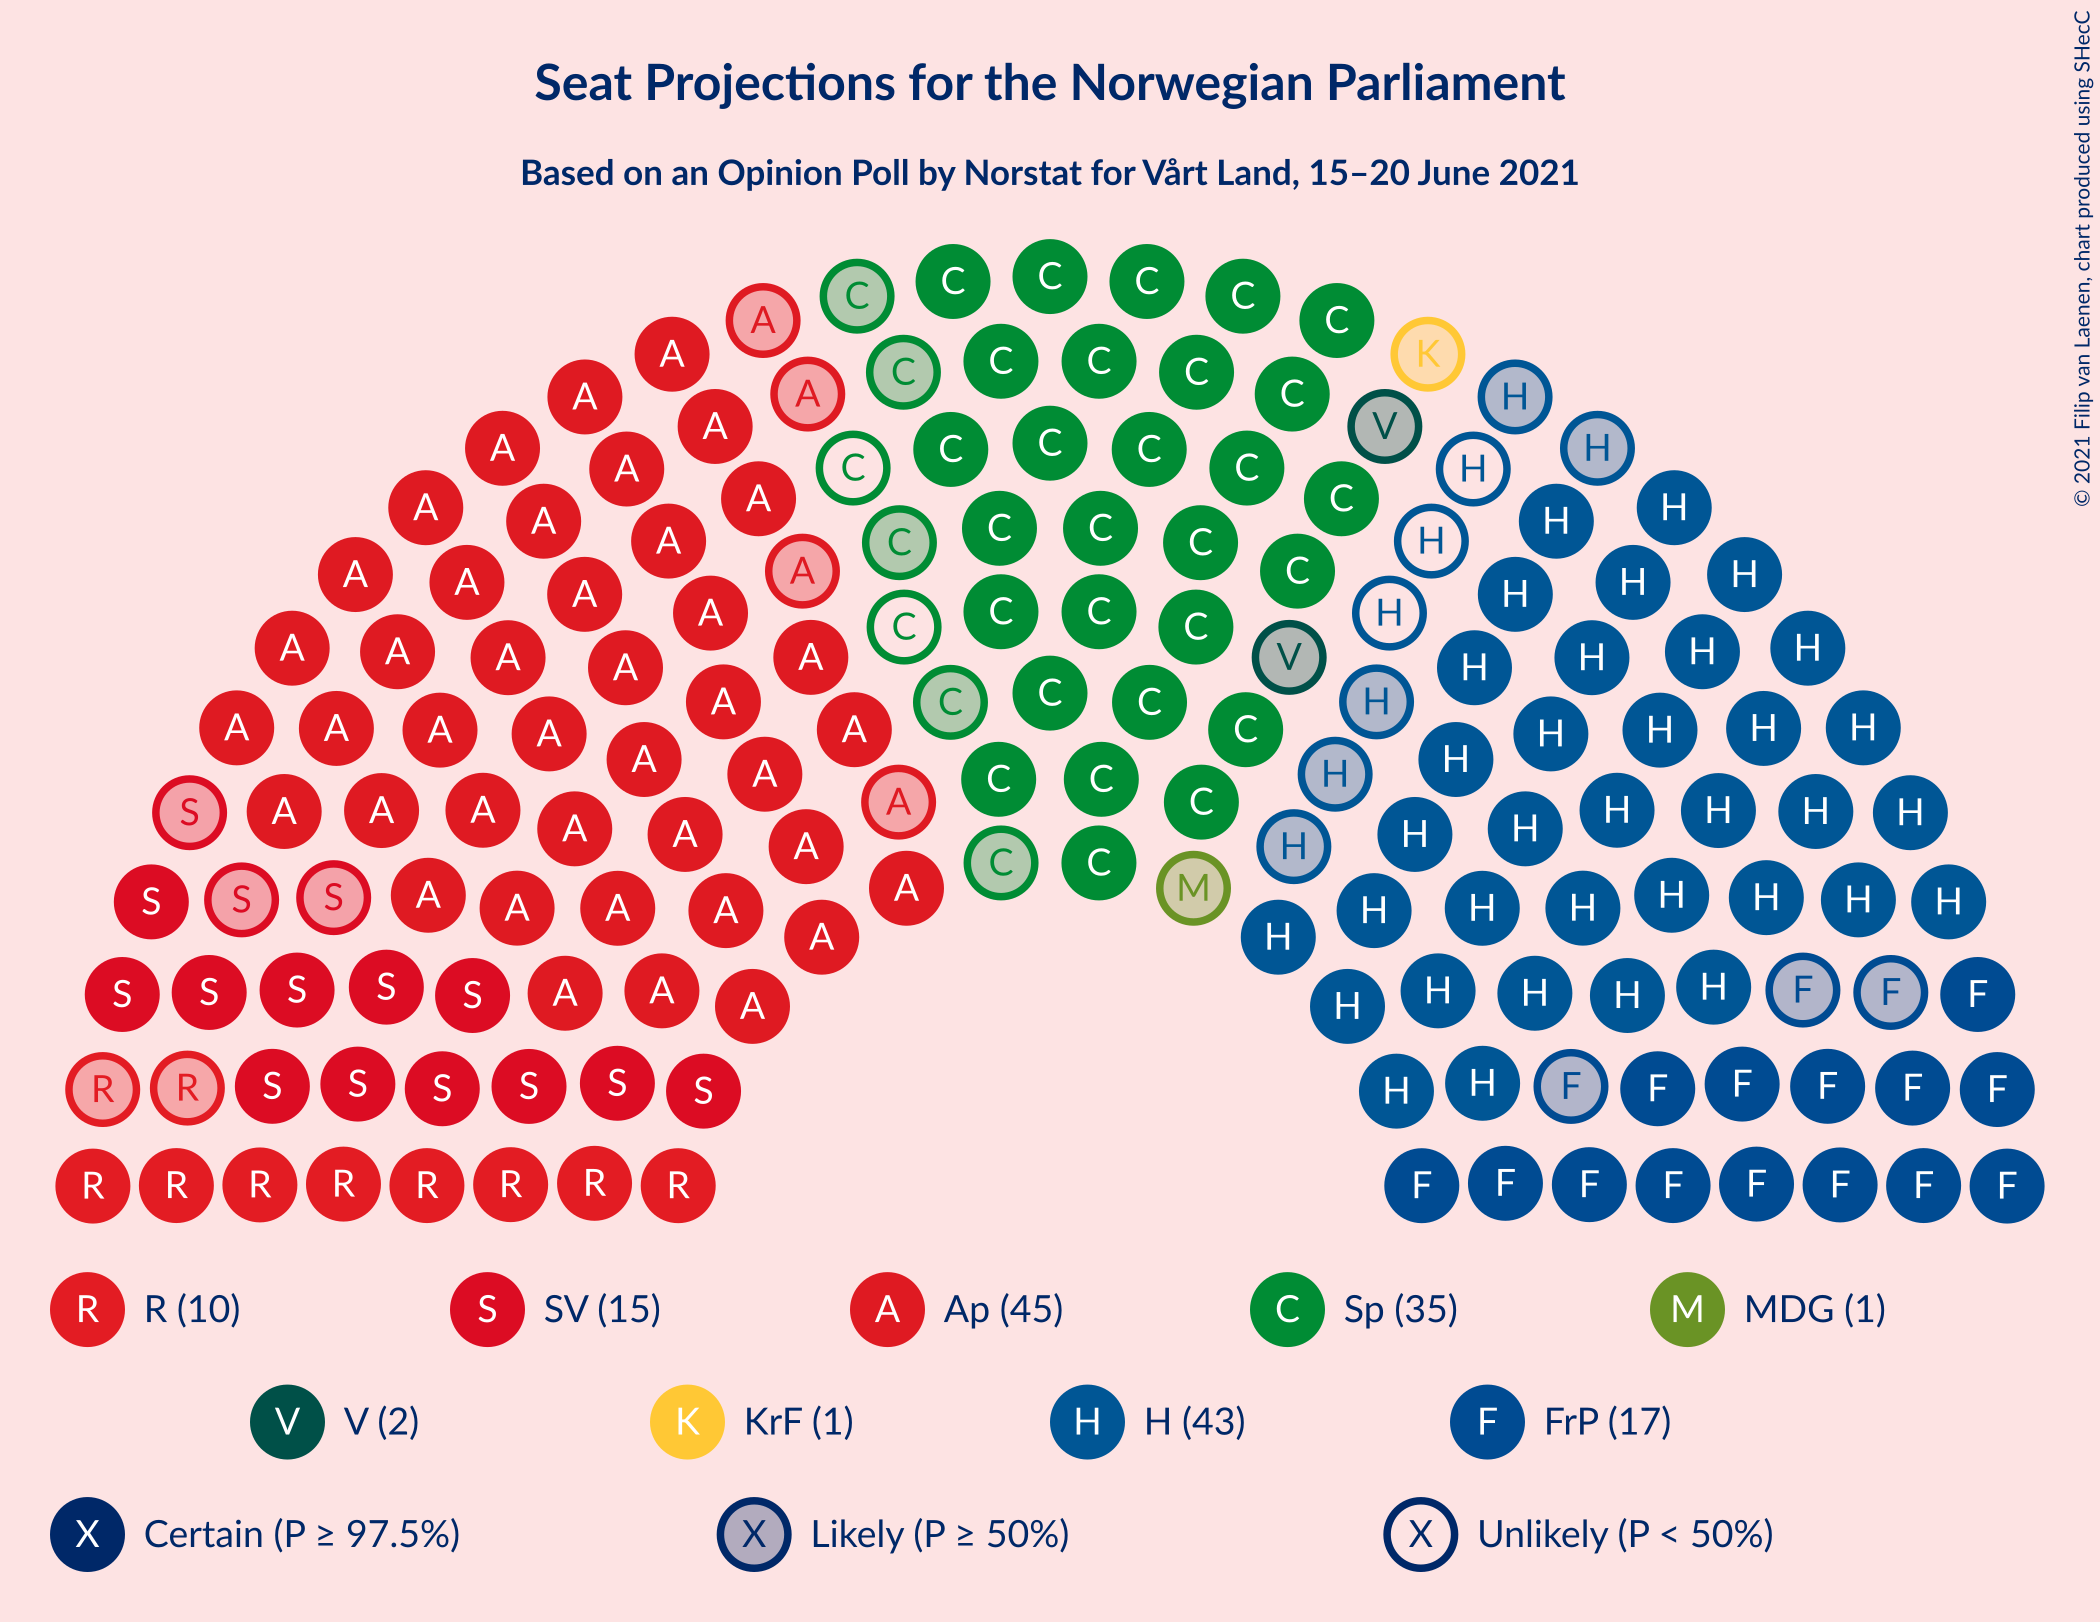 Seat Projections for the Norwegian Parliament
Based on an Opinion Poll by Norstat for Vårt Land, 15–20 June 2021
© 2021 Filip van Laenen, chart produced using SHecC
C C C C C C
A A K
A C C C C C H
A A V H
A A C C C C C C H H
A A A C C C C C H H H
A A A A C C C C V H H H H
A A A A A C C C C H H H H H
A A A A A A C C C H H H H H H
S A A A A A A A C C M H H H H H H H H
S S S A A A A A A H H H H H H H H
S S S S S A A A H H H H H F F F
R R S S S S S S H H F F F F F F
R R R R R R R R F F F F F F F F
R R (10) S SV (15) A Ap (45) C Sp (35) M MDG (1)
V V (2) K KrF (1) H H (43) F FrP (17)
X Certain (P ≥ 97.5%) X Likely (P ≥ 50%) X Unlikely (P < 50%)